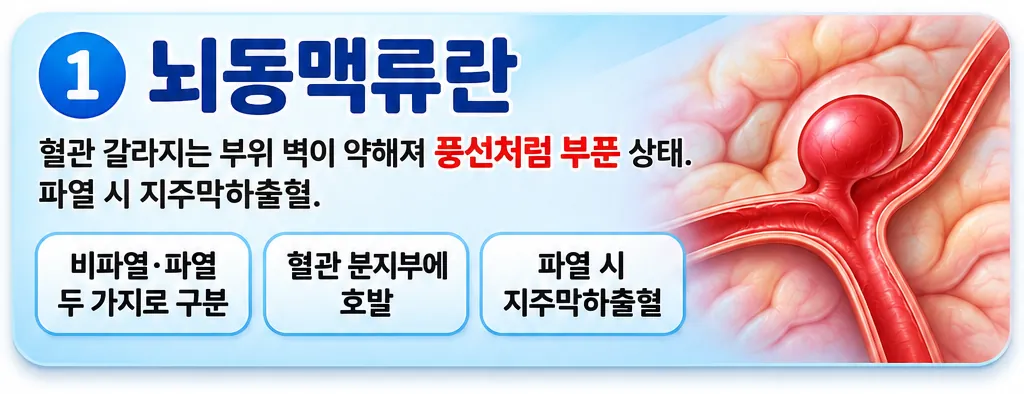 1 뇌동맥류란
혈관 갈라지는 부위 벽이 약해져 풍선처럼 부푼 상태.
파열 시 지주막하출혈.
비파열·파열
두 가지로 구분
혈관 분지부에
호발
파열 시
지주막하출혈